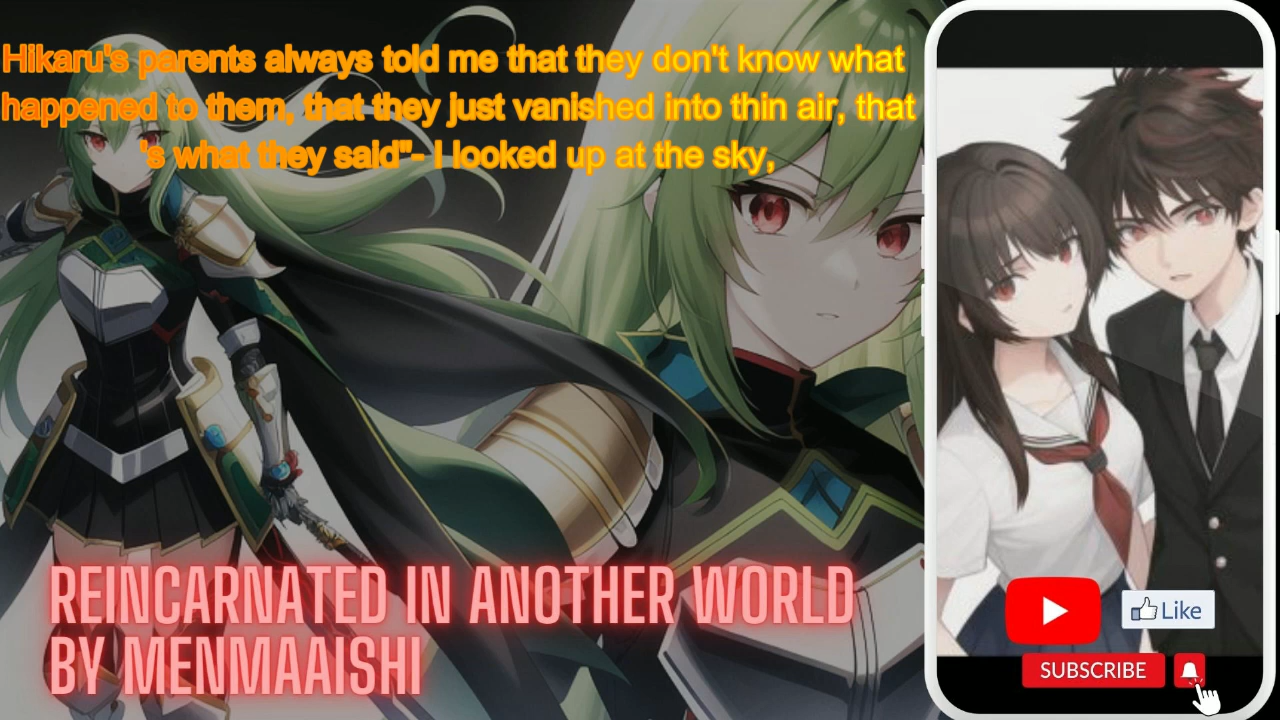 Hikaru's parents always told me that they don't know what
happened to them, that they just vanished into thin air, that
's what they said"- I looked up at the sky,
REINCARNATED IN ANOTHER WORLD
BY MENMAAISHI
Like
SUBSCRIBE